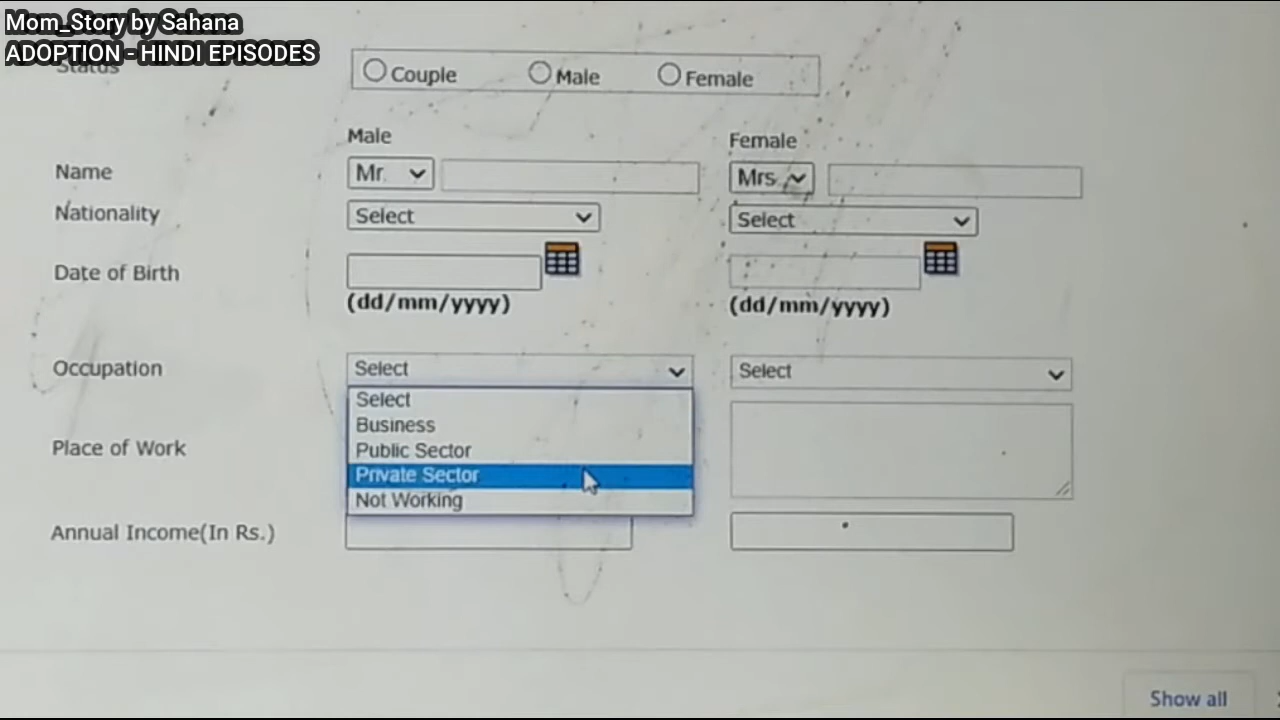 Mom_Story by Sahana
ADOPTION - HINDI EPISODES
Status
Couple Male Female
Male Female
Name Mr. Mrs
Nationality Select Select
Date of Birth
(dd/mm/yyyy) (dd/mm/yyyy)
Occupation Select Select
Select
Business
Public Sector
Place of Work
Private Sector
Not Working
Annual Income(In Rs.)
Show all